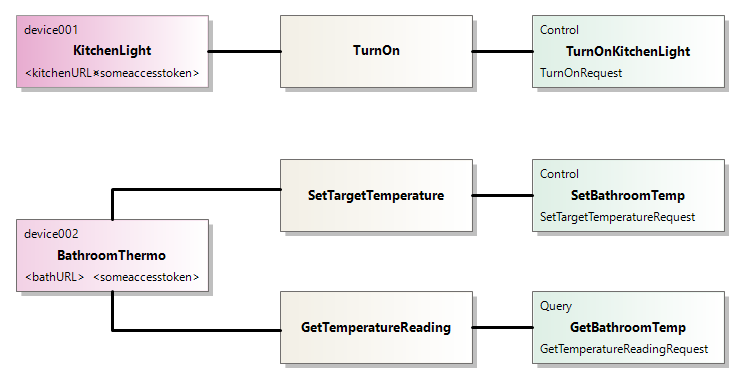 device001
KitchenLight
<kitchenURL> <someaccesstoken>
TurnOn
Control
TurnOnKitchenLight
TurnOnRequest
SetTargetTemperature
Control
SetBathroomTemp
SetTargetTemperatureRequest
device002
BathroomThermo
<bathURL> <someaccesstoken>
GetTemperatureReading
Query
GetBathroomTemp
GetTemperatureReadingRequest